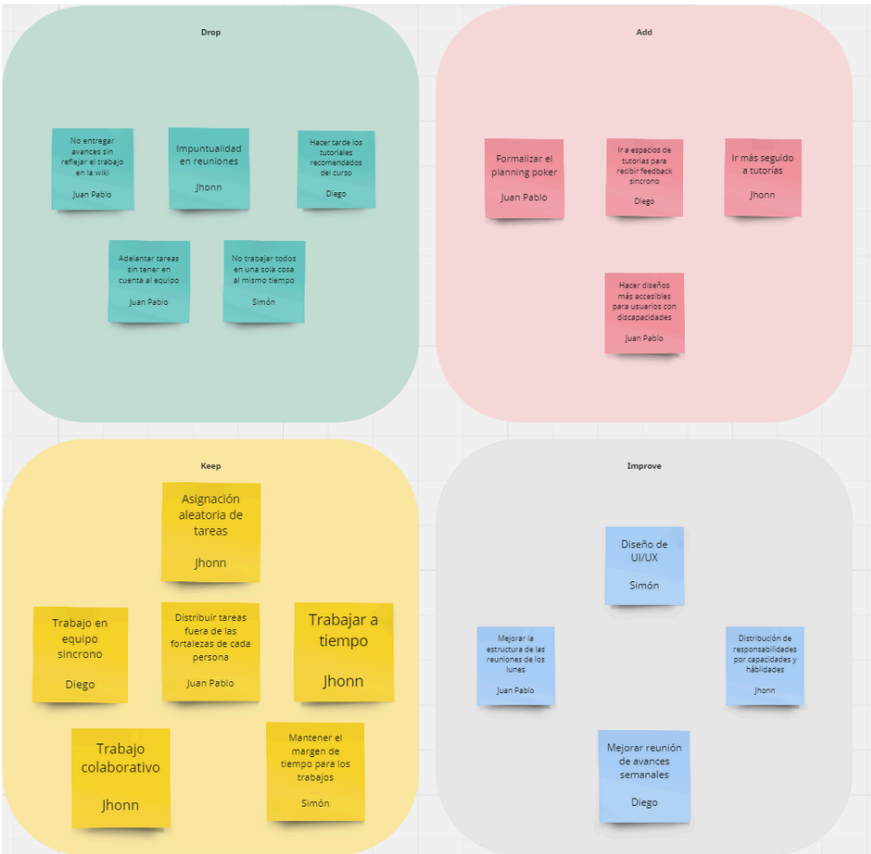 Drop
No entregar
avances sin
reflejar el trabajo
en la wiki
Juan Pablo
Impuntualidad
en reuniones
Jhonn
Hacer tarde los
tutoriales
recomendados
del curso
Diego
Adelantar tareas
sin tener en
cuenta al equipo
Juan Pablo
No trabajar todos
en una sola cosa
al mismo tiempo
Simón
Add
Formalizar el
planning poker
Juan Pablo
Ir a espacios de
tutorias para
recibir feedback
sincrono
Diego
Ir más seguido
a tutorías
Jhonn
Hacer diseños
más accesibles
para usuarios con
discapacidades
Juan Pablo
Keep
Asignación
aleatoria de
tareas
Jhonn
Trabajo en
equipo
sincrono
Diego
Distribuir tareas
fuera de las
fortalezas de cada
persona
Juan Pablo
Trabajar a
tiempo
Jhonn
Trabajo
colaborativo
Jhonn
Mantener el
margen de
tiempo para los
trabajos
Simón
Improve
Diseño de
UI/UX
Simón
Mejorar la
estructura de las
reuniones de los
lunes
Juan Pablo
Distribución de
responsabilidades
por capacidades y
háblidades
Jhonn
Mejorar reunión
de avances
semanales
Diego